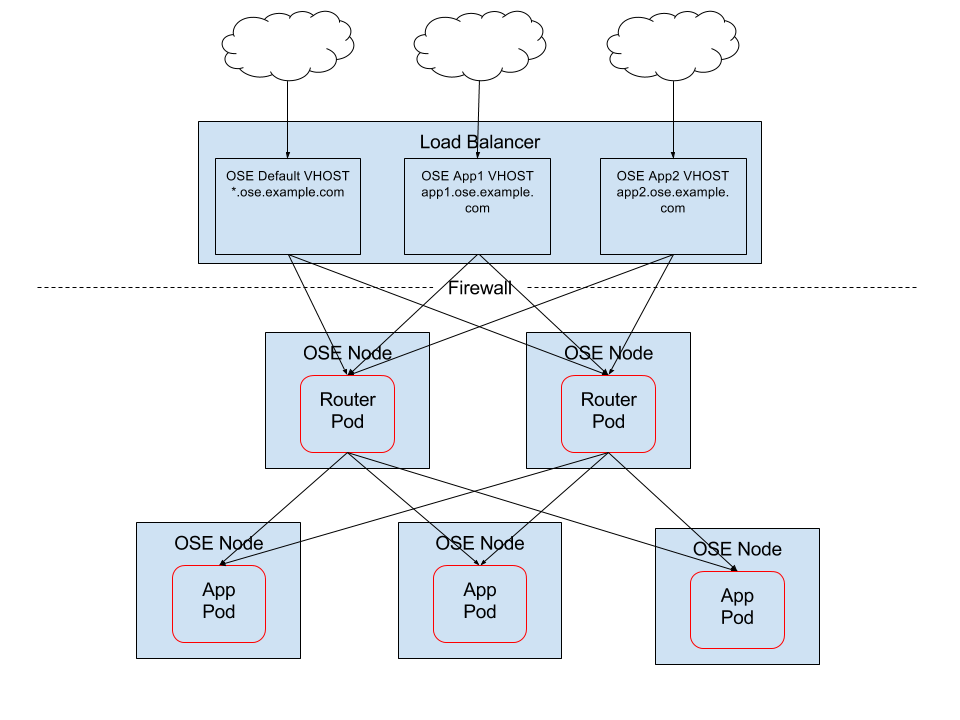 Load Balancer
OSE Default VHOST
*.ose.example.com
OSE App1 VHOST
app1.ose.example.
com
OSE App2 VHOST
app2.ose.example.
com
Firewall
OSE Node
Router
Pod
OSE Node
Router
Pod
OSE Node
App
Pod
OSE Node
App
Pod
OSE Node
App
Pod